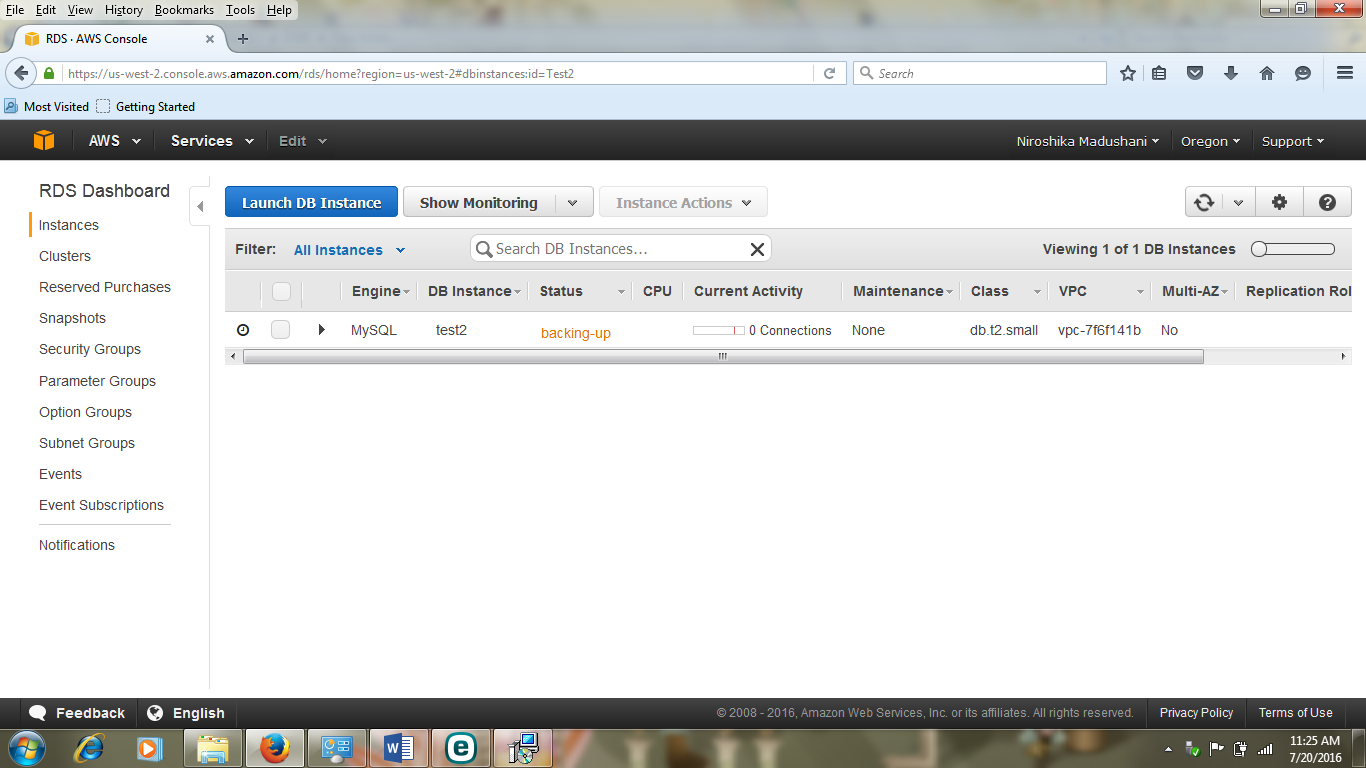 File Edit View History Bookmarks Tools Help
RDS · AWS Console
https://us-west-2.console.aws.amazon.com/rds/home?region=us-west-2#dbinstances:id=Test2
Search
Most Visited Getting Started
AWS Services Edit Niroshika Madushani Oregon Support
RDS Dashboard
Instances
Clusters
Reserved Purchases
Snapshots
Security Groups
Parameter Groups
Option Groups
Subnet Groups
Events
Event Subscriptions
Notifications
Launch DB Instance Show Monitoring Instance Actions
Filter: All Instances Search DB Instances... Viewing 1 of 1 DB Instances
Engine DB Instance Status CPU Current Activity Maintenance Class VPC Multi-AZ Replication Rol
MySQL test2 backing-up 0 Connections None db.t2.small vpc-7f6f141b No
Feedback English © 2008 - 2016, Amazon Web Services, Inc. or its affiliates. All rights reserved. Privacy Policy Terms of Use
11:25 AM
7/20/2016